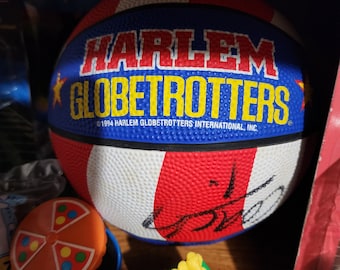 HARLEM
GLOBETROTTERS
©1994 HARLEM GLOBETROTTERS INTERNATIONAL, INC.